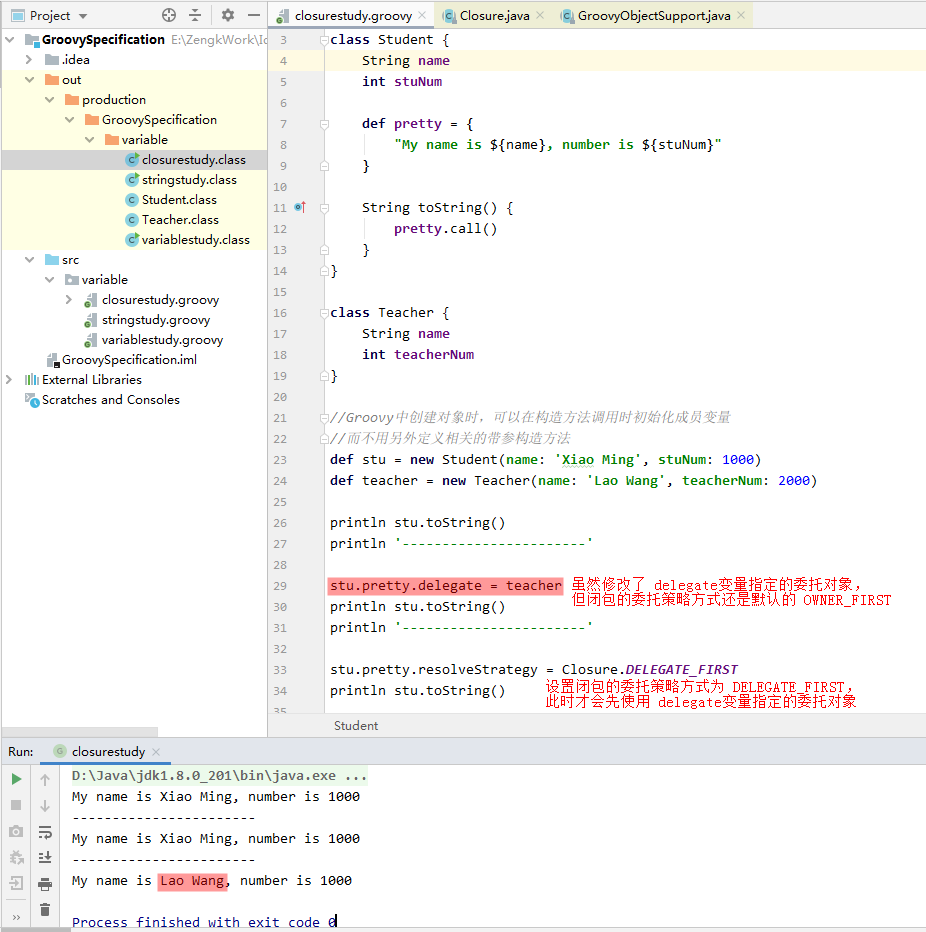 Project
closurestudy.groovy
Closure.java
GroovyObjectSupport.java
GroovySpecification E:\ZengkWork\Id
.idea
out
production
GroovySpecification
variable
closurestudy.class
stringstudy.class
Student.class
Teacher.class
variablestudy.class
src
variable
closurestudy.groovy
stringstudy.groovy
variablestudy.groovy
GroovySpecification.iml
External Libraries
Scratches and Consoles
3 class Student {
4 String name
5 int stuNum
6
7 def pretty = {
8 "My name is ${name}, number is ${stuNum}"
9 }
10
11 String toString() {
12 pretty.call()
13 }
14 }
15
16 class Teacher {
17 String name
18 int teacherNum
19 }
20
21 //Groovy中创建对象时，可以在构造方法调用时初始化成员变量
22 //而不用另外定义相关的带参构造方法
23 def stu = new Student(name: 'Xiao Ming', stuNum: 1000)
24 def teacher = new Teacher(name: 'Lao Wang', teacherNum: 2000)
25
26 println stu.toString()
27 println '-----------------------'
28
29 stu.pretty.delegate = teacher 虽然修改了 delegate变量指定的委托对象，
30 println stu.toString() 但闭包的委托策略方式还是默认的 OWNER_FIRST
31 println '-----------------------'
32
33 stu.pretty.resolveStrategy = Closure.DELEGATE_FIRST
设置闭包的委托策略方式为 DELEGATE_FIRST，
34 println stu.toString() 此时才会先使用 delegate变量指定的委托对象
35
Student
Run: closurestudy
D:\Java\jdk1.8.0_201\bin\java.exe ...
My name is Xiao Ming, number is 1000
-----------------------
My name is Xiao Ming, number is 1000
-----------------------
My name is Lao Wang, number is 1000
Process finished with exit code 0